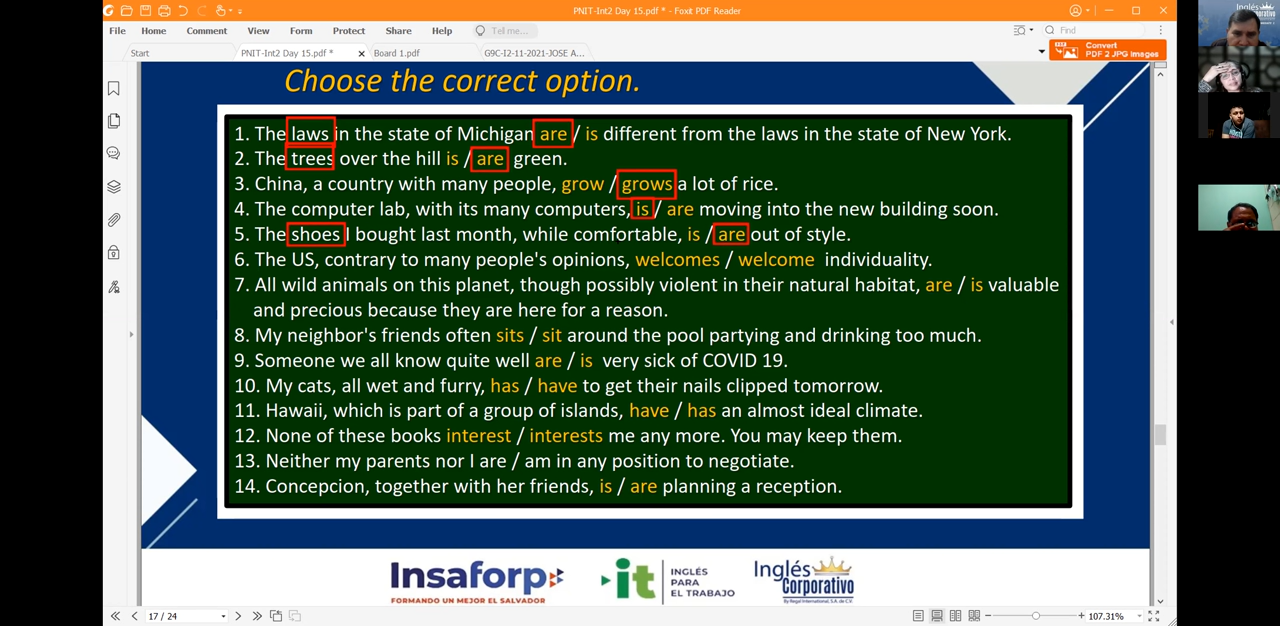 PNIT-Int2 Day 15.pdf * - Foxit PDF Reader
File Home Comment View Form Protect Share Help Tell me... Find
Start PNIT-Int2 Day 15.pdf * Board 1.pdf G9C-I2-11-2021-JOSE A... Convert
PDF 2 JPG Images
Choose the correct option.
1. The laws in the state of Michigan are / is different from the laws in the state of New York.
2. The trees over the hill is / are green.
3. China, a country with many people, grow / grows a lot of rice.
4. The computer lab, with its many computers, is / are moving into the new building soon.
5. The shoes I bought last month, while comfortable, is / are out of style.
6. The US, contrary to many people's opinions, welcomes / welcome individuality.
7. All wild animals on this planet, though possibly violent in their natural habitat, are / is valuable
and precious because they are here for a reason.
8. My neighbor's friends often sits / sit around the pool partying and drinking too much.
9. Someone we all know quite well are / is very sick of COVID 19.
10. My cats, all wet and furry, has / have to get their nails clipped tomorrow.
11. Hawaii, which is part of a group of islands, have / has an almost ideal climate.
12. None of these books interest / interests me any more. You may keep them.
13. Neither my parents nor I are / am in any position to negotiate.
14. Concepcion, together with her friends, is / are planning a reception.
Insaforp
FORMANDO UN MEJOR EL SALVADOR
it
INGLÉS
PARA
EL TRABAJO
Inglés
Corporativo
By Regal International, S.A. de C.V.
17 / 24
107.31%
Inglés
Corporativo